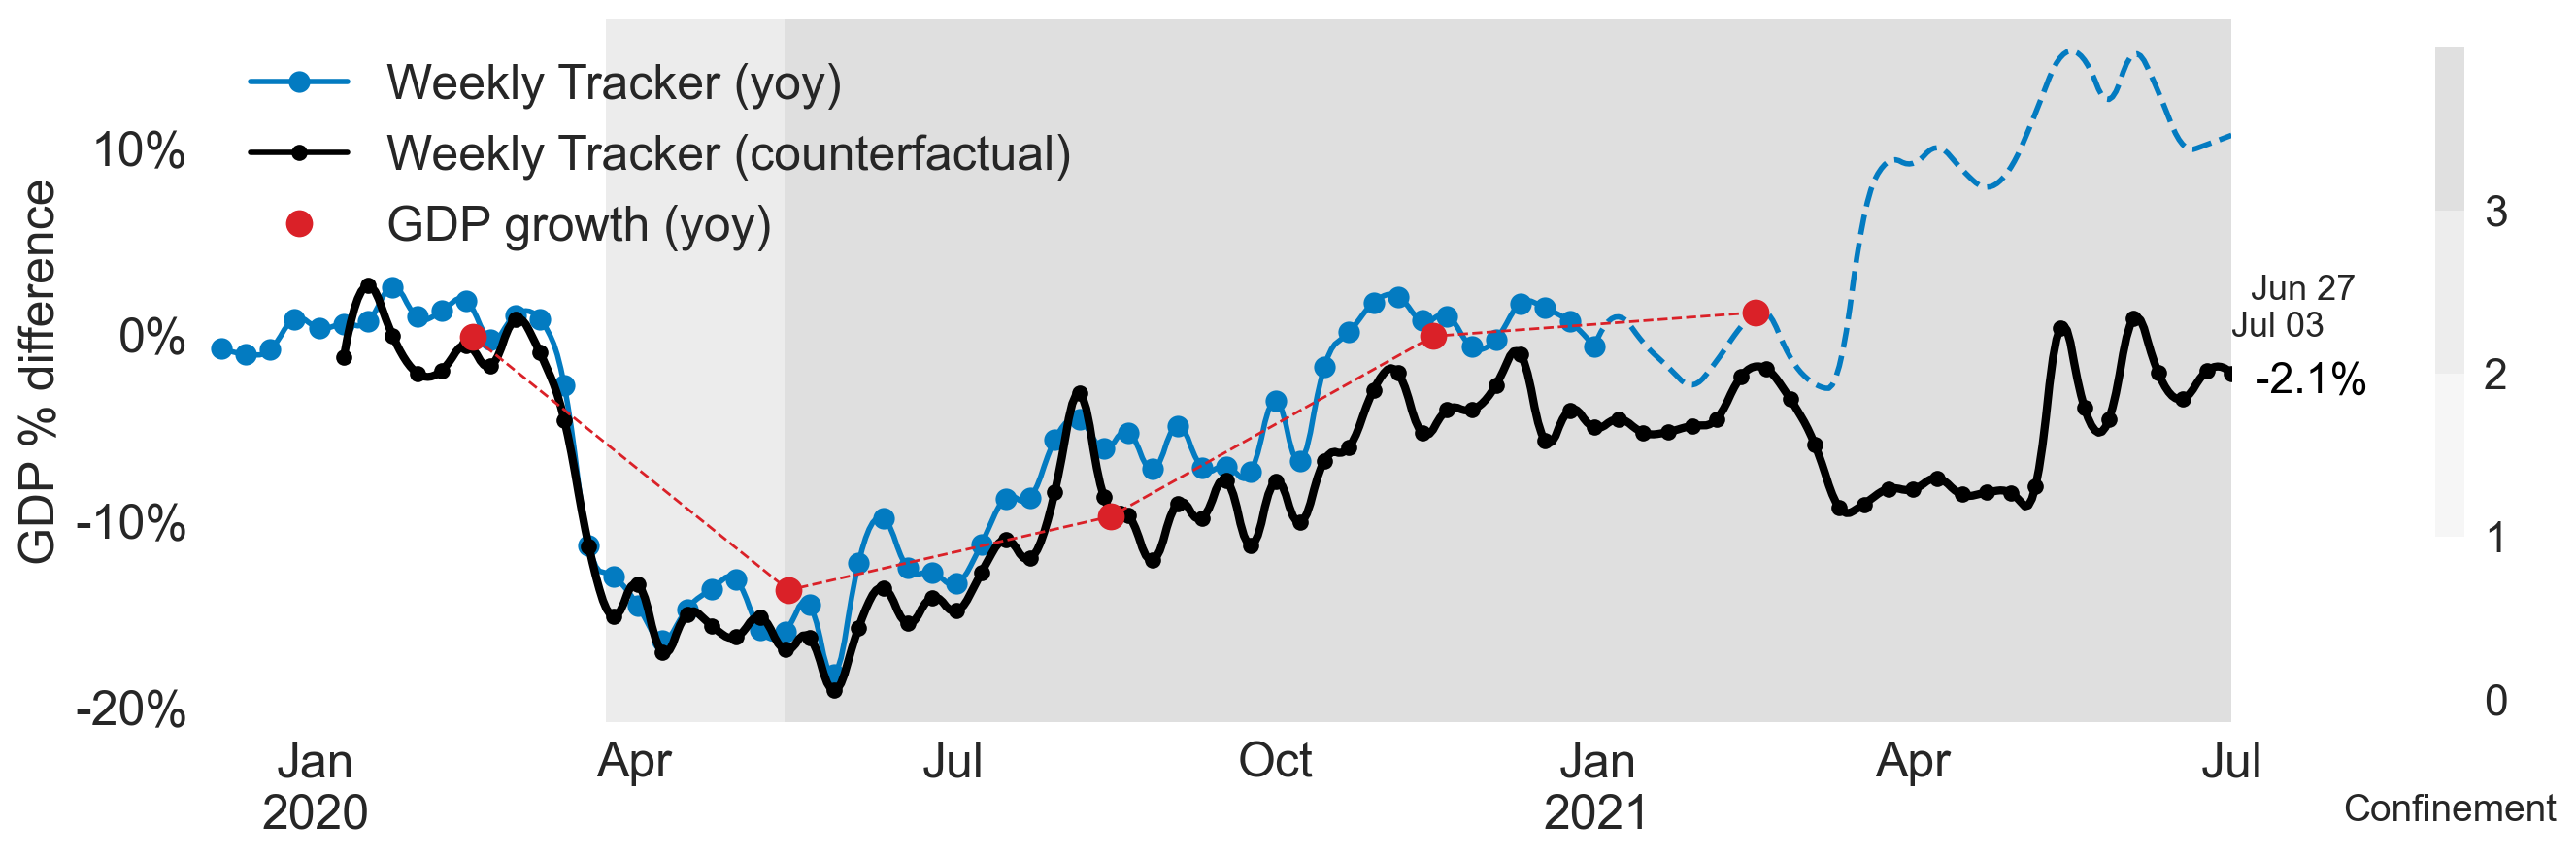 Weekly Tracker (yoy)
Weekly Tracker (counterfactual)
GDP growth (yoy)
GDP % difference
10%
0%
-10%
-20%
Jan
2020
Apr
Jul
Oct
Jan
2021
Apr
Jul
Jun 27
Jul 03
-2.1%
3
2
1
0
Confinement